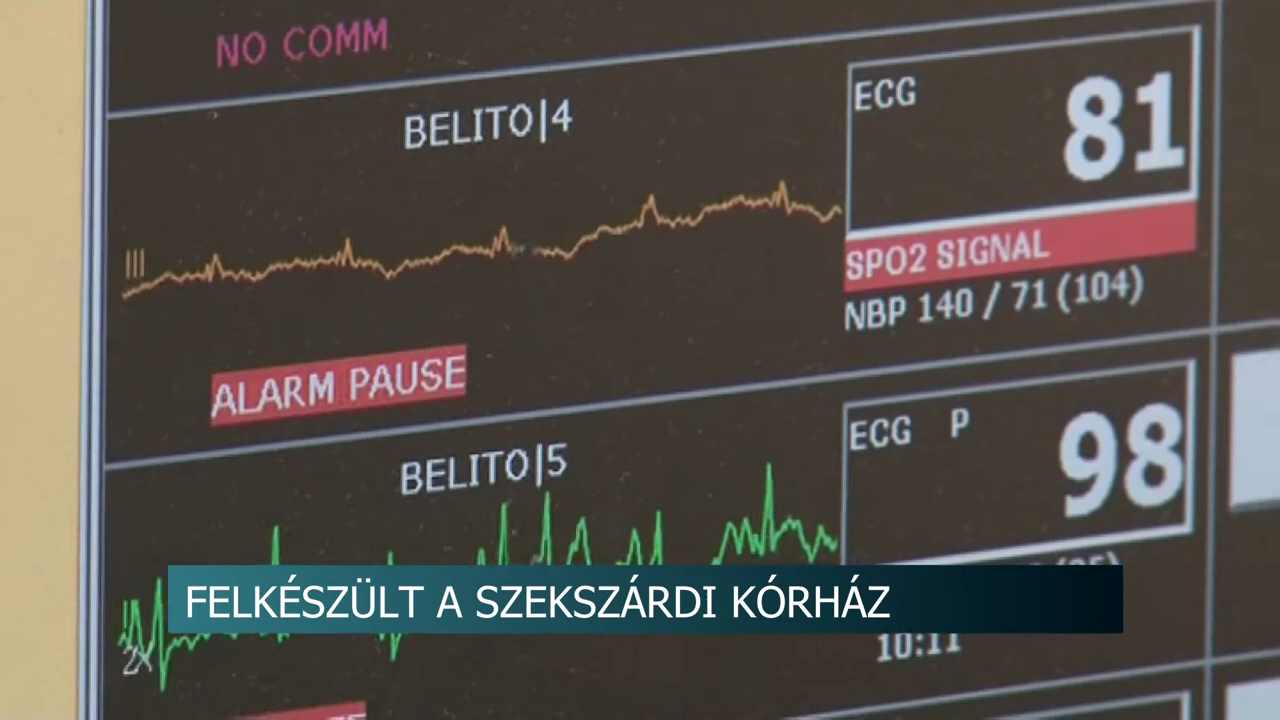 NO COMM
BELITO|4
ECG
81
III
SPO2 SIGNAL
NBP 140 / 71 (104)
ALARM PAUSE
BELITO|5
ECG P
98
FELKÉSZÜLT A SZEKSZÁRDI KÓRHÁZ
2X
10:11